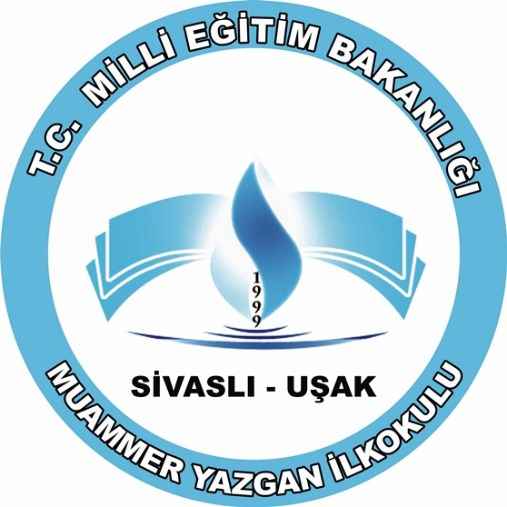 T.C. MİLLİ EĞİTİM BAKANLIĞI
1999
SİVASLI - UŞAK
MUAMMER YAZGAN İLKOKULU